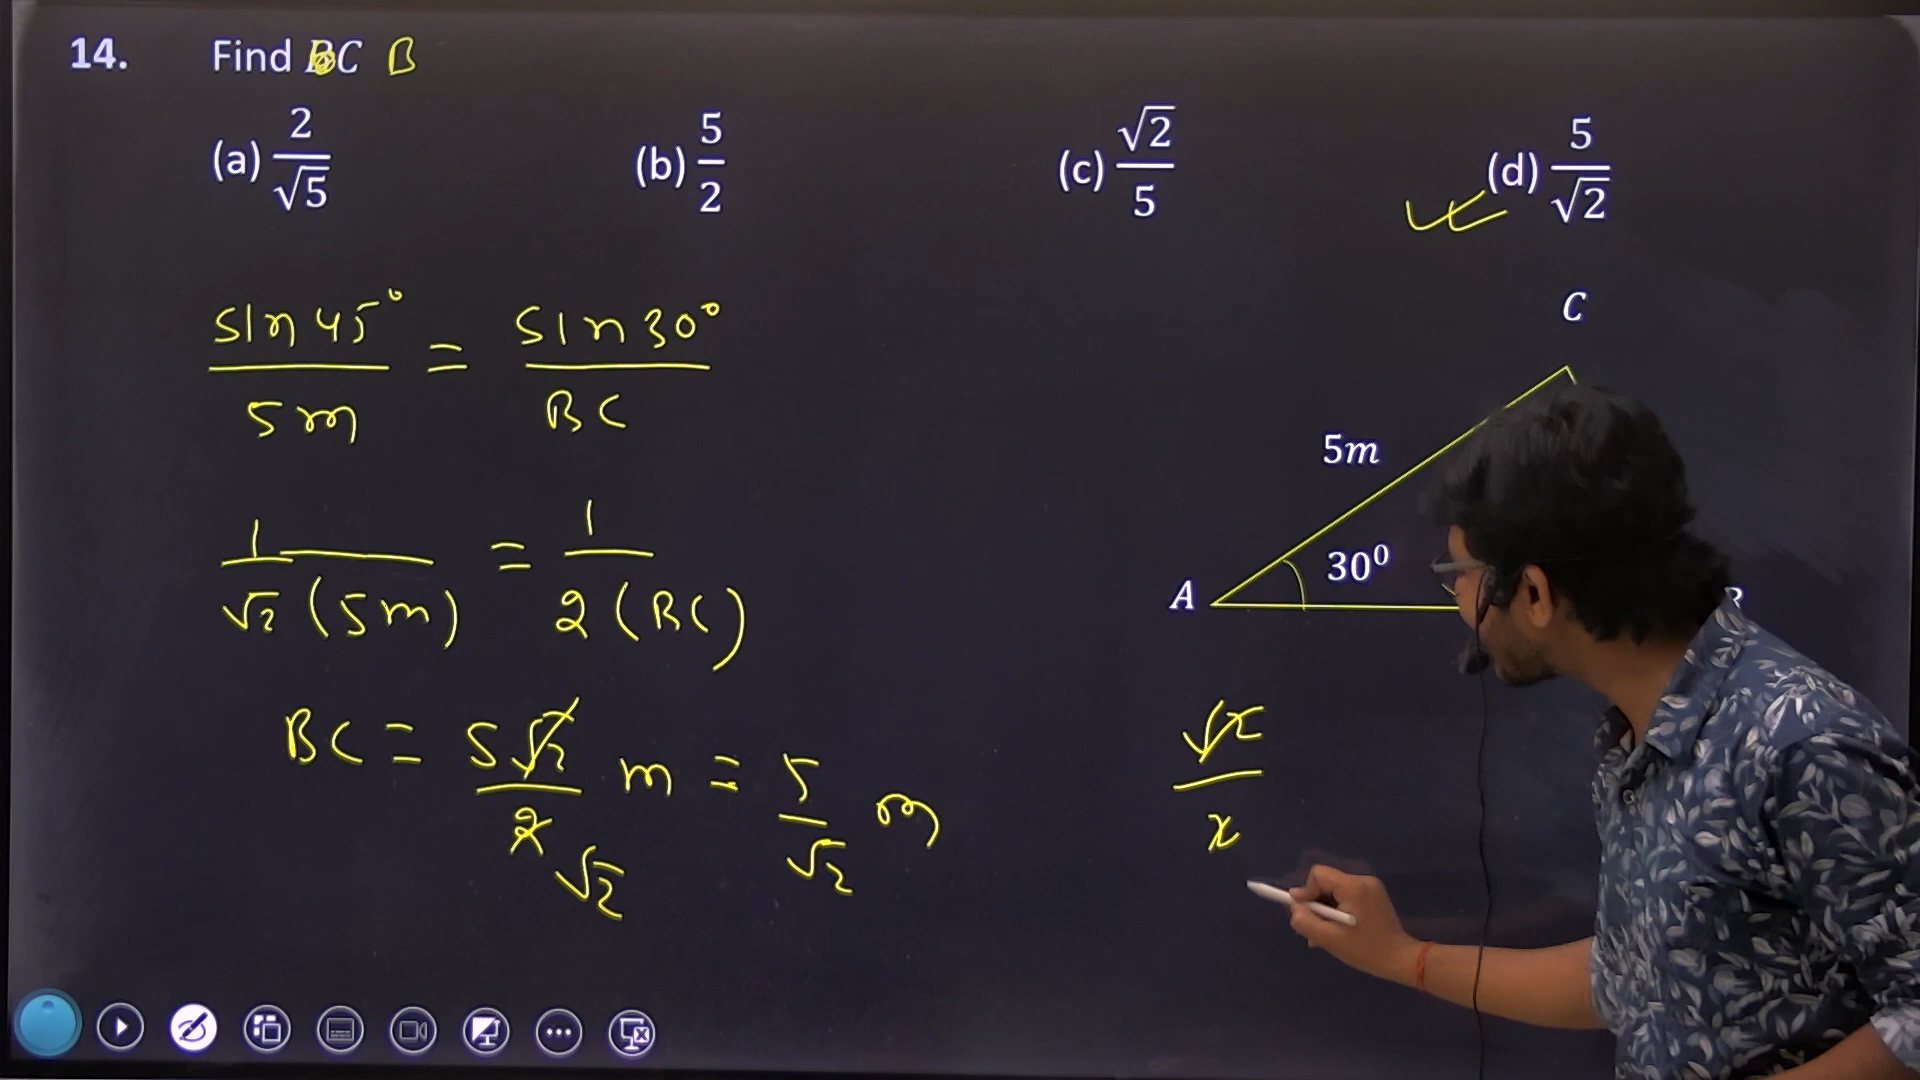 14. Find BC B
(a) 2/√5 (b) 5/2 (c) √2/5 (d) 5/√2
sin 45° / 5m = sin 30° / BC
1 / √2 (5m) = 1 / 2 (BC)
BC = 5√2 / 2 √2 m = 5/√2 m
C
5m
30⁰
A
√x
x